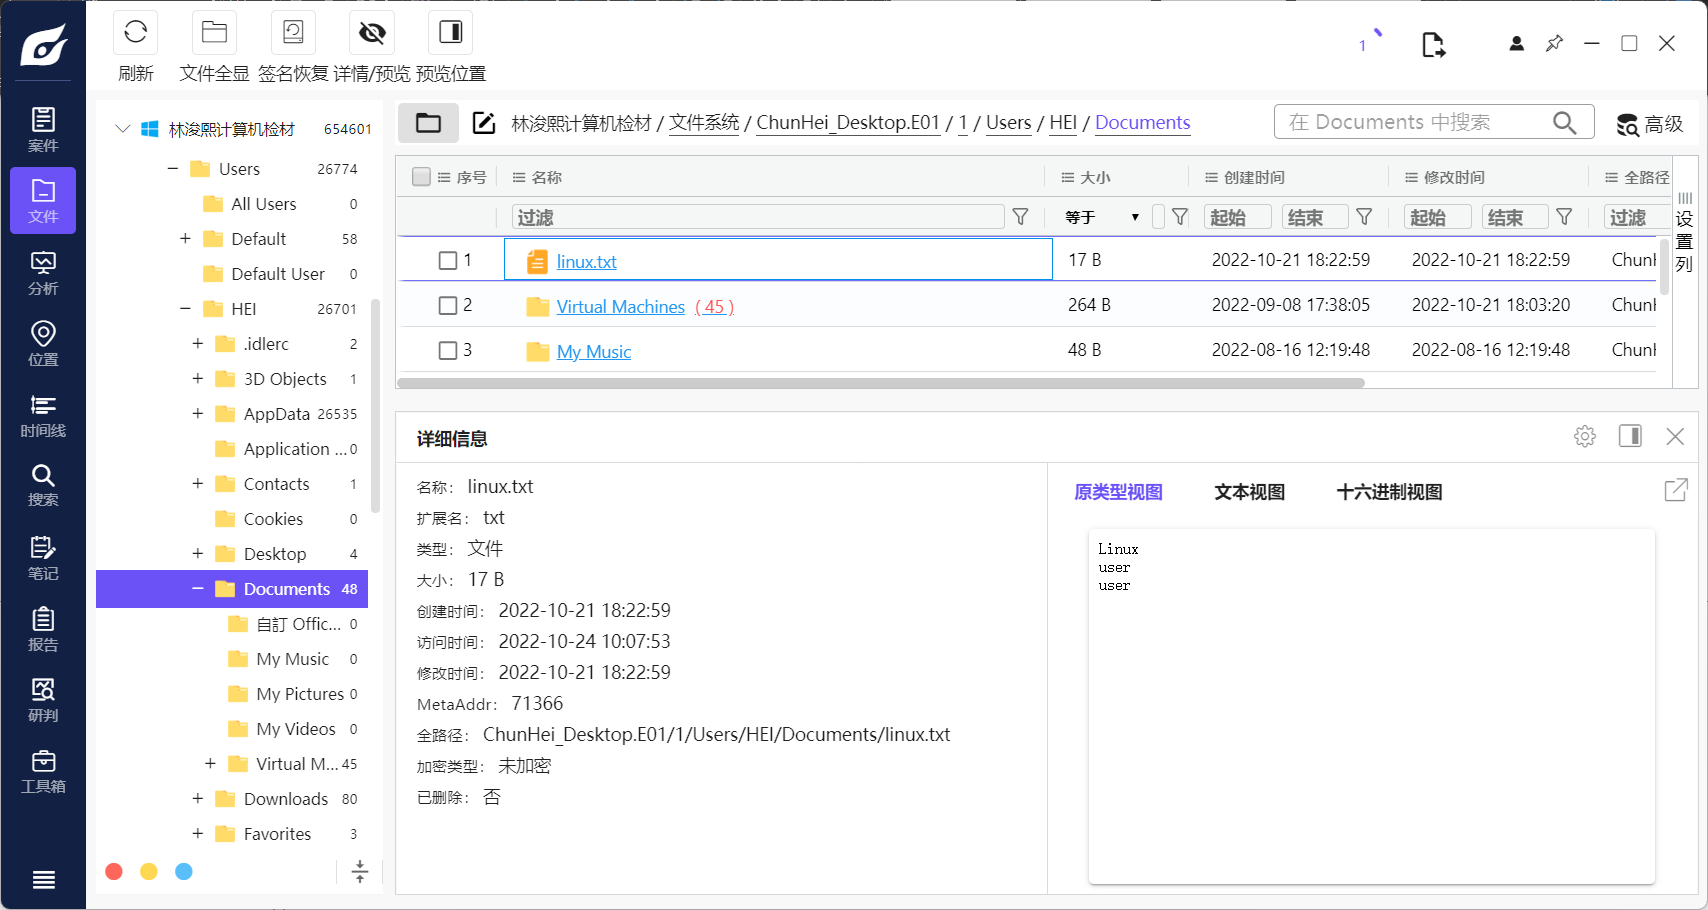 刷新
文件全显
签名恢复
详情/预览
预览位置
1
案件
文件
分析
位置
时间线
搜索
笔记
报告
研判
工具箱
林浚熙计算机检材 654601
Users 26774
All Users 0
Default 58
Default User 0
HEI 26701
.idlerc 2
3D Objects 1
AppData 26535
Application ... 0
Contacts 1
Cookies 0
Desktop 4
Documents 48
自訂 Offic... 0
My Music 0
My Pictures 0
My Videos 0
Virtual M... 45
Downloads 80
Favorites 3
林浚熙计算机检材 / 文件系统 / ChunHei_Desktop.E01 / 1 / Users / HEI / Documents
在 Documents 中搜索
高级
序号 名称 大小 创建时间 修改时间 全路径
过滤 等于 起始 结束 起始 结束 过滤
1 linux.txt 17 B 2022-10-21 18:22:59 2022-10-21 18:22:59
2 Virtual Machines ( 45 ) 264 B 2022-09-08 17:38:05 2022-10-21 18:03:20
3 My Music 48 B 2022-08-16 12:19:48 2022-08-16 12:19:48
设置列
详细信息
名称: linux.txt
扩展名: txt
类型: 文件
大小: 17 B
创建时间: 2022-10-21 18:22:59
访问时间: 2022-10-24 10:07:53
修改时间: 2022-10-21 18:22:59
MetaAddr: 71366
全路径: ChunHei_Desktop.E01/1/Users/HEI/Documents/linux.txt
加密类型: 未加密
已删除: 否
原类型视图 文本视图 十六进制视图
Linux
user
user